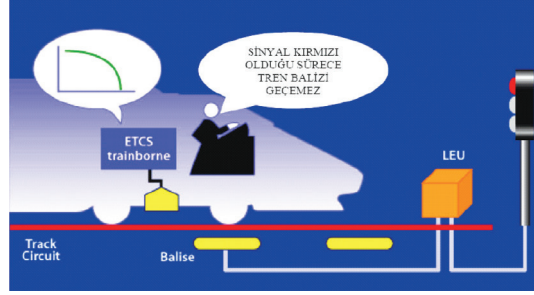 SİNYAL KIRMIZI
OLDUĞU SÜRECE
TREN BALİZİ
GEÇEMEZ
ETCS
trainborne
LEU
Track
Circuit
Balise